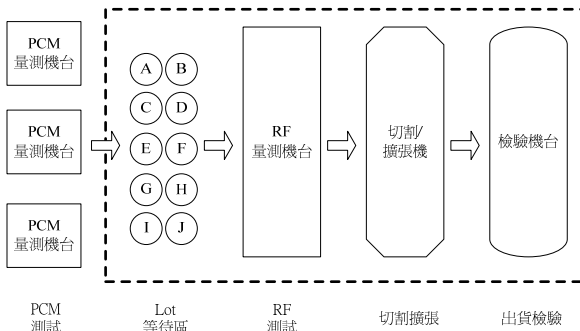 PCM
量測機台
PCM
量測機台
PCM
量測機台
A B
C D
E F
G H
I J
RF
量測機台
切割/
擴張機
檢驗機台
PCM
測試
Lot
等待區
RF
測試
切割擴張
出貨檢驗